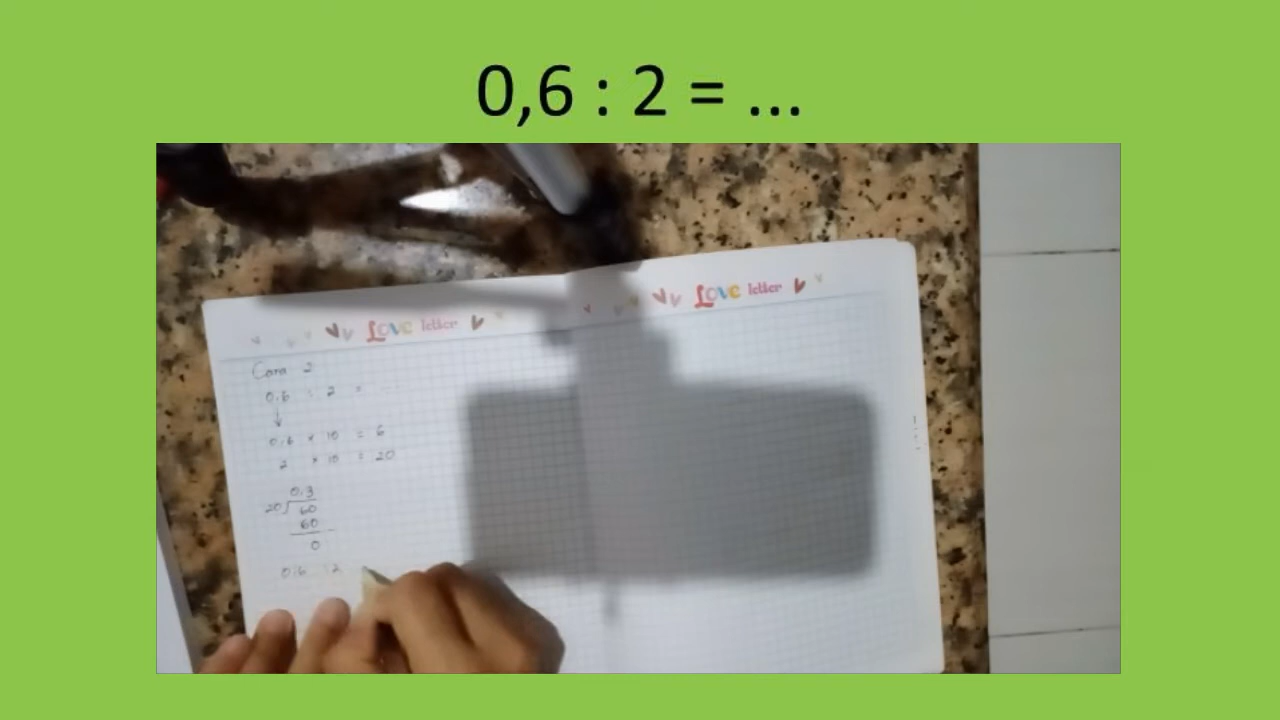 0,6 : 2 = ...
Love letter
Love letter
Cara 2
0,6 : 2 =
0,6 x 10 = 6
2 x 10 = 20
0,3
20 60
60
0
0,6 : 2